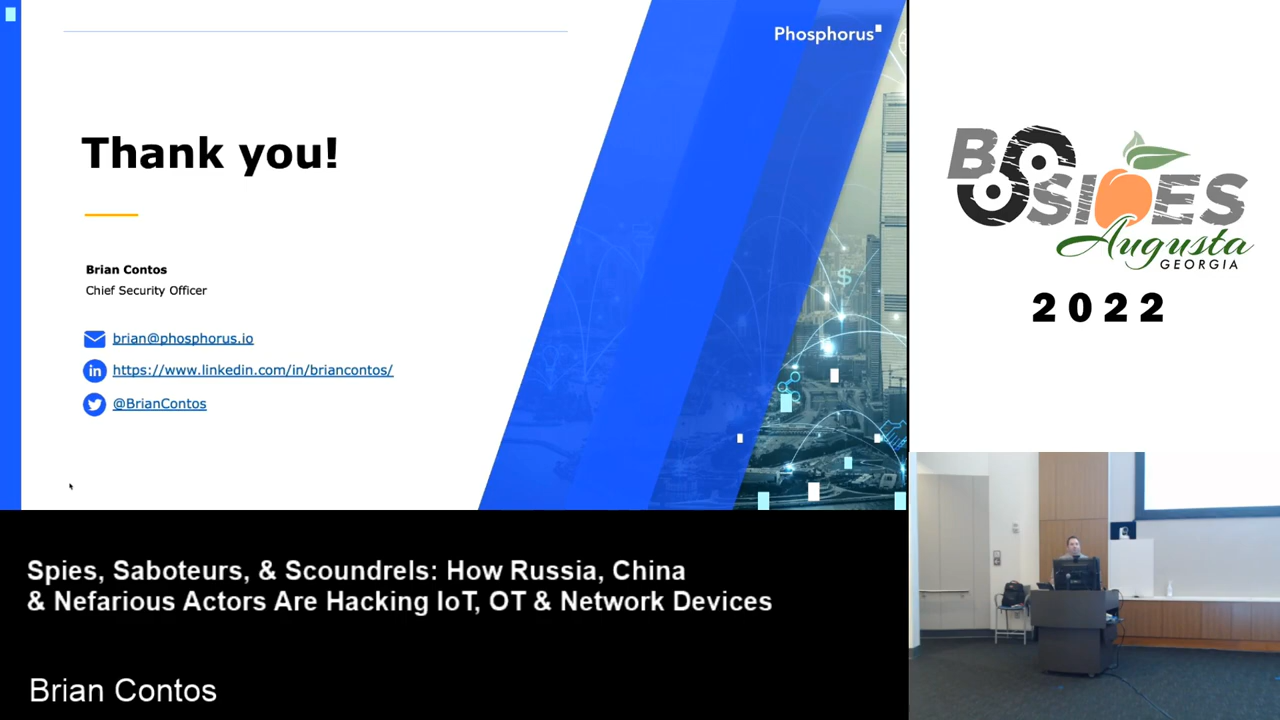 Phosphorus
Thank you!
Brian Contos
Chief Security Officer
brian@phosphorus.io
in https://www.linkedin.com/in/briancontos/
@BrianContos
$
BSIDES
Augusta
GEORGIA
2022
Spies, Saboteurs, & Scoundrels: How Russia, China
& Nefarious Actors Are Hacking IoT, OT & Network Devices
Brian Contos